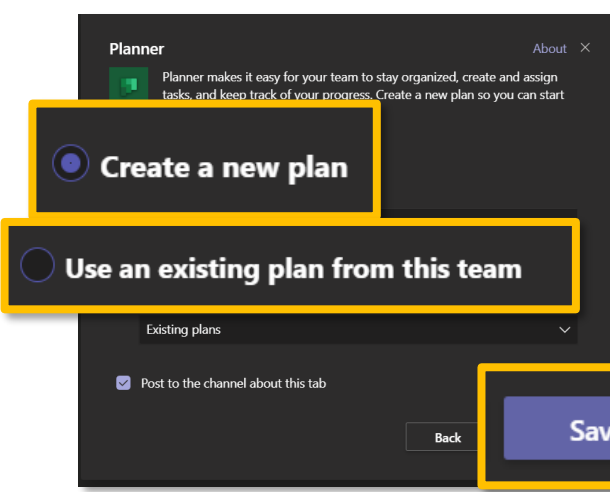 Planner
About
Planner makes it easy for your team to stay organized, create and assign
tasks, and keep track of your progress. Create a new plan so you can start
Create a new plan
Use an existing plan from this team
Existing plans
Post to the channel about this tab
Back
Sav